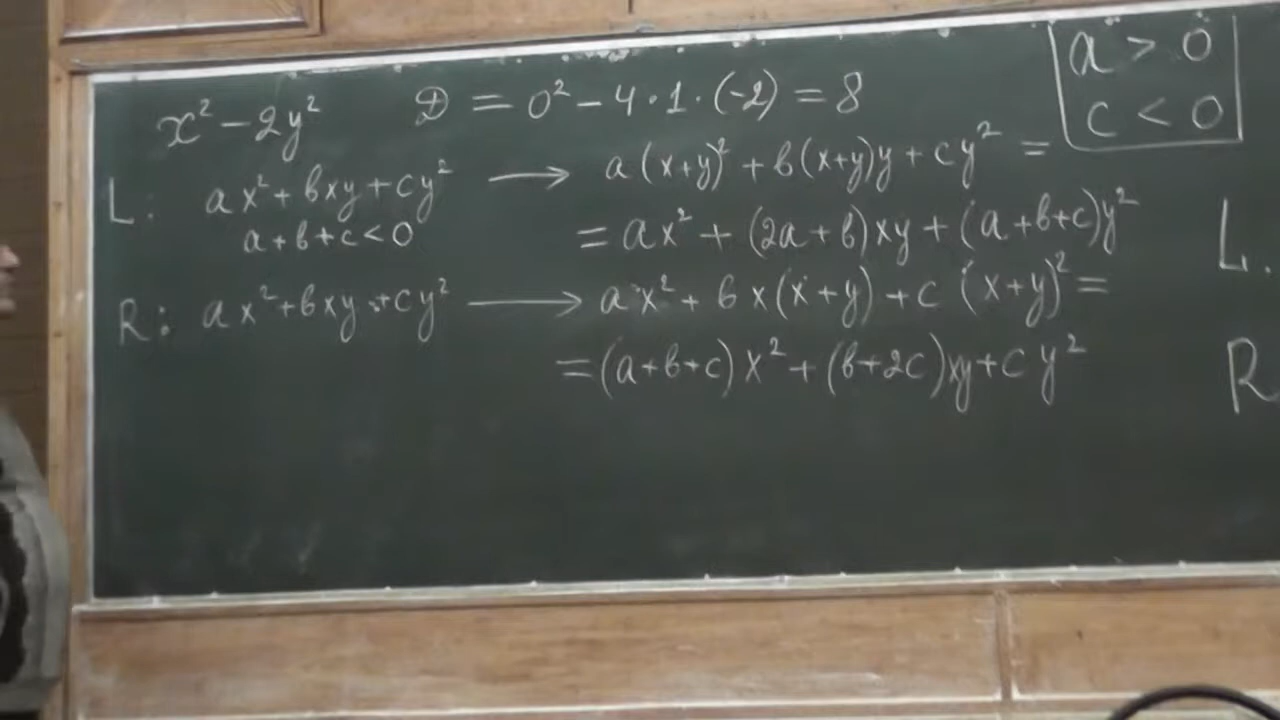 x² - 2y² D = 0² - 4 · 1 · (-2) = 8
a > 0
c < 0
L: ax² + bxy + cy² ⟶ a(x+y)² + b(x+y)y + cy² =
a + b + c < 0 = ax² + (2a + b)xy + (a+b+c)y²
L.
R: ax² + bxy + cy² ⟶ ax² + bx(x+y) + c(x+y)² =
= (a+b+c)x² + (b+2c)xy + cy²
R